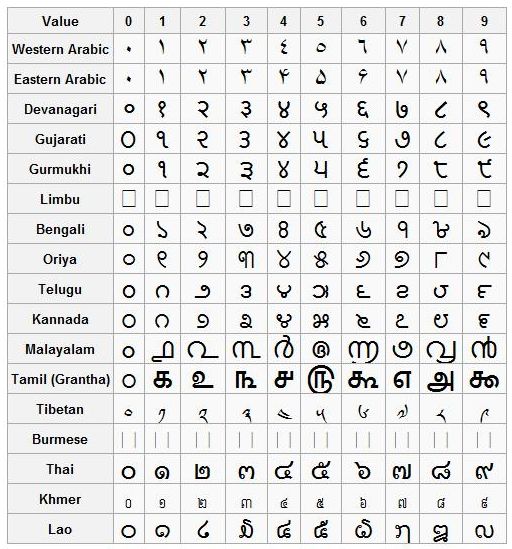 Value 0 1 2 3 4 5 6 7 8 9
Western Arabic ٠ ١ ٢ ٣ ٤ ٥ ٦ ٧ ٨ ٩
Eastern Arabic ۰ ۱ ۲ ۳ ۴ ۵ ۶ ۷ ۸ ۹
Devanagari ० १ २ ३ ४ ५ ६ ७ ८ ९
Gujarati ૦ ૧ ૨ ૩ ૪ ૫ ૬ ૭ ૮ ૯
Gurmukhi ੦ ੧ ੨ ੩ ੪ ੫ ੬ ੭ ੮ ੯
Limbu
Bengali ০ ১ ২ ৩ ৪ ৫ ৬ ৭ ৮ ৯
Oriya ୦ ୧ ୨ ୩ ୪ ୫ ୬ ୭ ୮ ୯
Telugu ౦ ౧ ౨ ౩ ౪ ౫ ౬ ౭ ౮ ౯
Kannada ೦ ೧ ೨ ೩ ೪ ೫ ೬ ೭ ೮ ೯
Malayalam ൦ ൧ ൨ ൩ ൪ ൫ ൬ ൭ ൮ ൯
Tamil (Grantha) ௦ ௧ ௨ ௩ ௪ ௫ ௬ ௭ ௮ ௯
Tibetan ༠ ༡ ༢ ༣ ༤ ༥ ༦ ༧ ༨ ༩
Burmese
Thai ๐ ๑ ๒ ๓ ๔ ๕ ๖ ๗ ๘ ๙
Khmer ០ ១ ២ ៣ ៤ ៥ ៦ ៧ ៨ ៩
Lao ໐ ໑ ໒ ໓ ໔ ໕ ໖ ໗ ໘ ໙